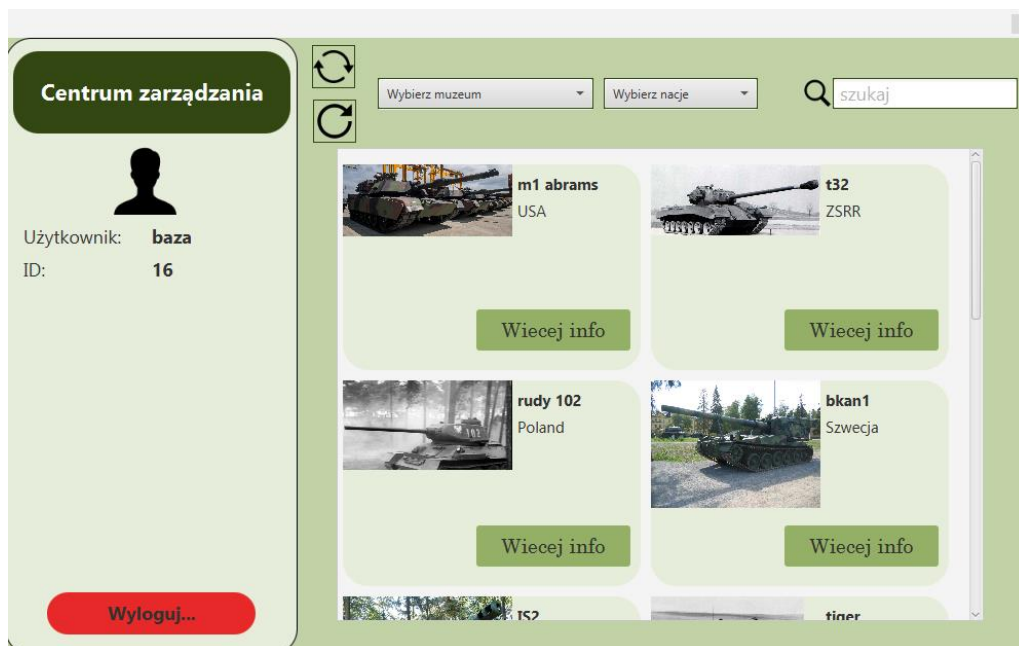 Centrum zarządzania
Użytkownik: baza
ID: 16
Wyloguj...
Wybierz muzeum
Wybierz nacje
szukaj
m1 abrams
USA
Wiecej info
t32
ZSRR
Wiecej info
rudy 102
Poland
Wiecej info
bkan1
Szwecja
Wiecej info
IS2
tiger